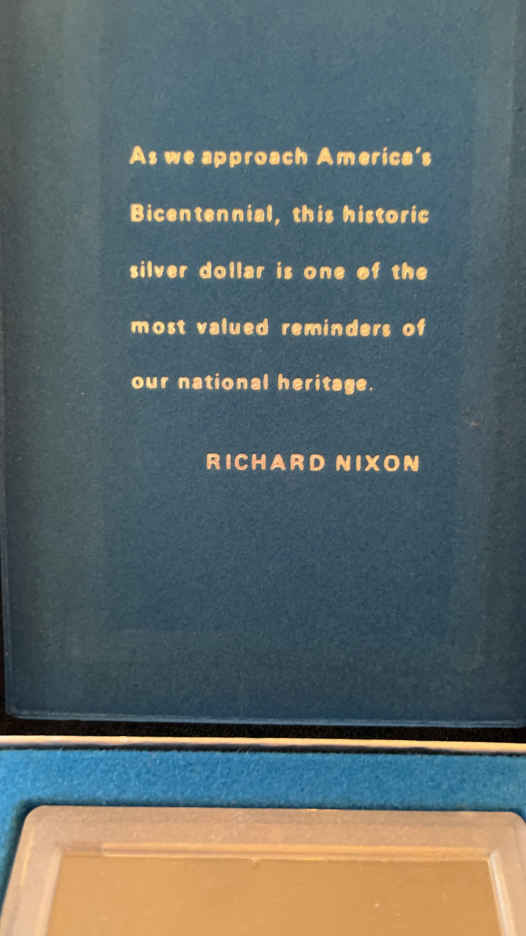 As we approach America's
Bicentennial, this historic
silver dollar is one of the
most valued reminders of
our national heritage.
RICHARD NIXON